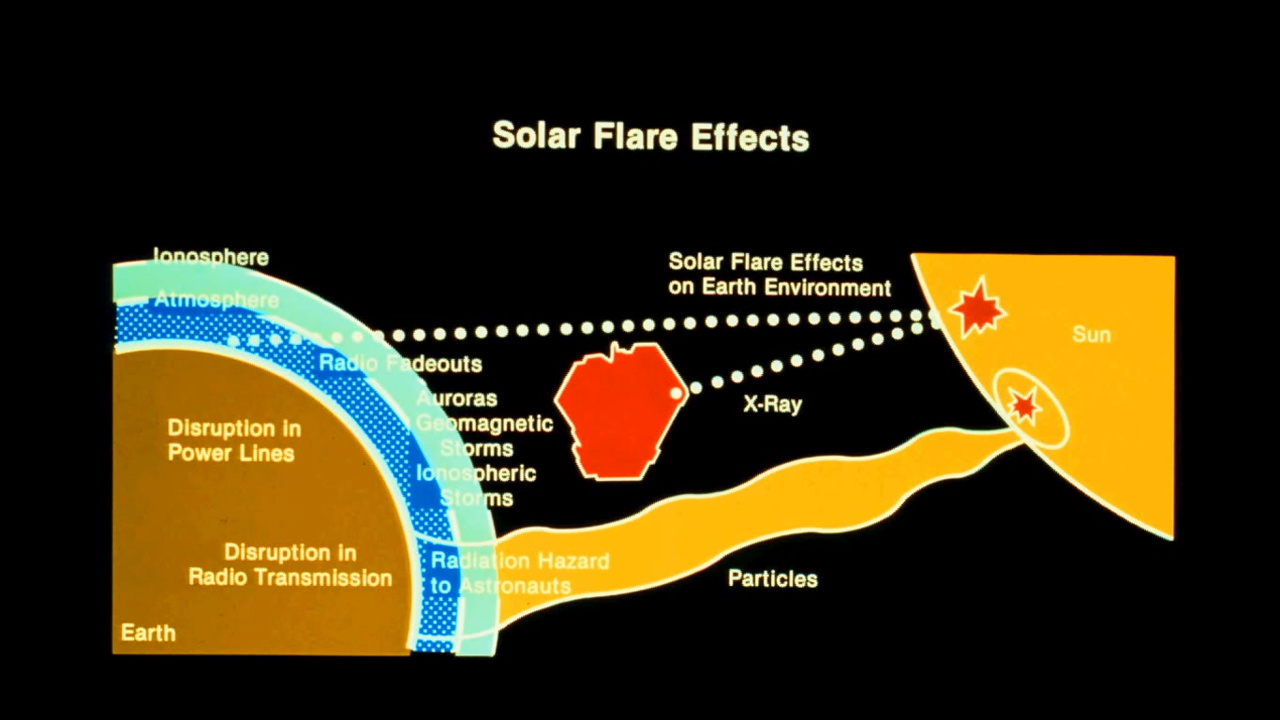 Solar Flare Effects
Ionosphere
Atmosphere
Solar Flare Effects
on Earth Environment
Sun
Radio Fadeouts
X-Ray
Auroras
Geomagnetic
Storms
Ionospheric
Storms
Disruption in
Power Lines
Disruption in
Radio Transmission
Radiation Hazard
to Astronauts
Particles
Earth